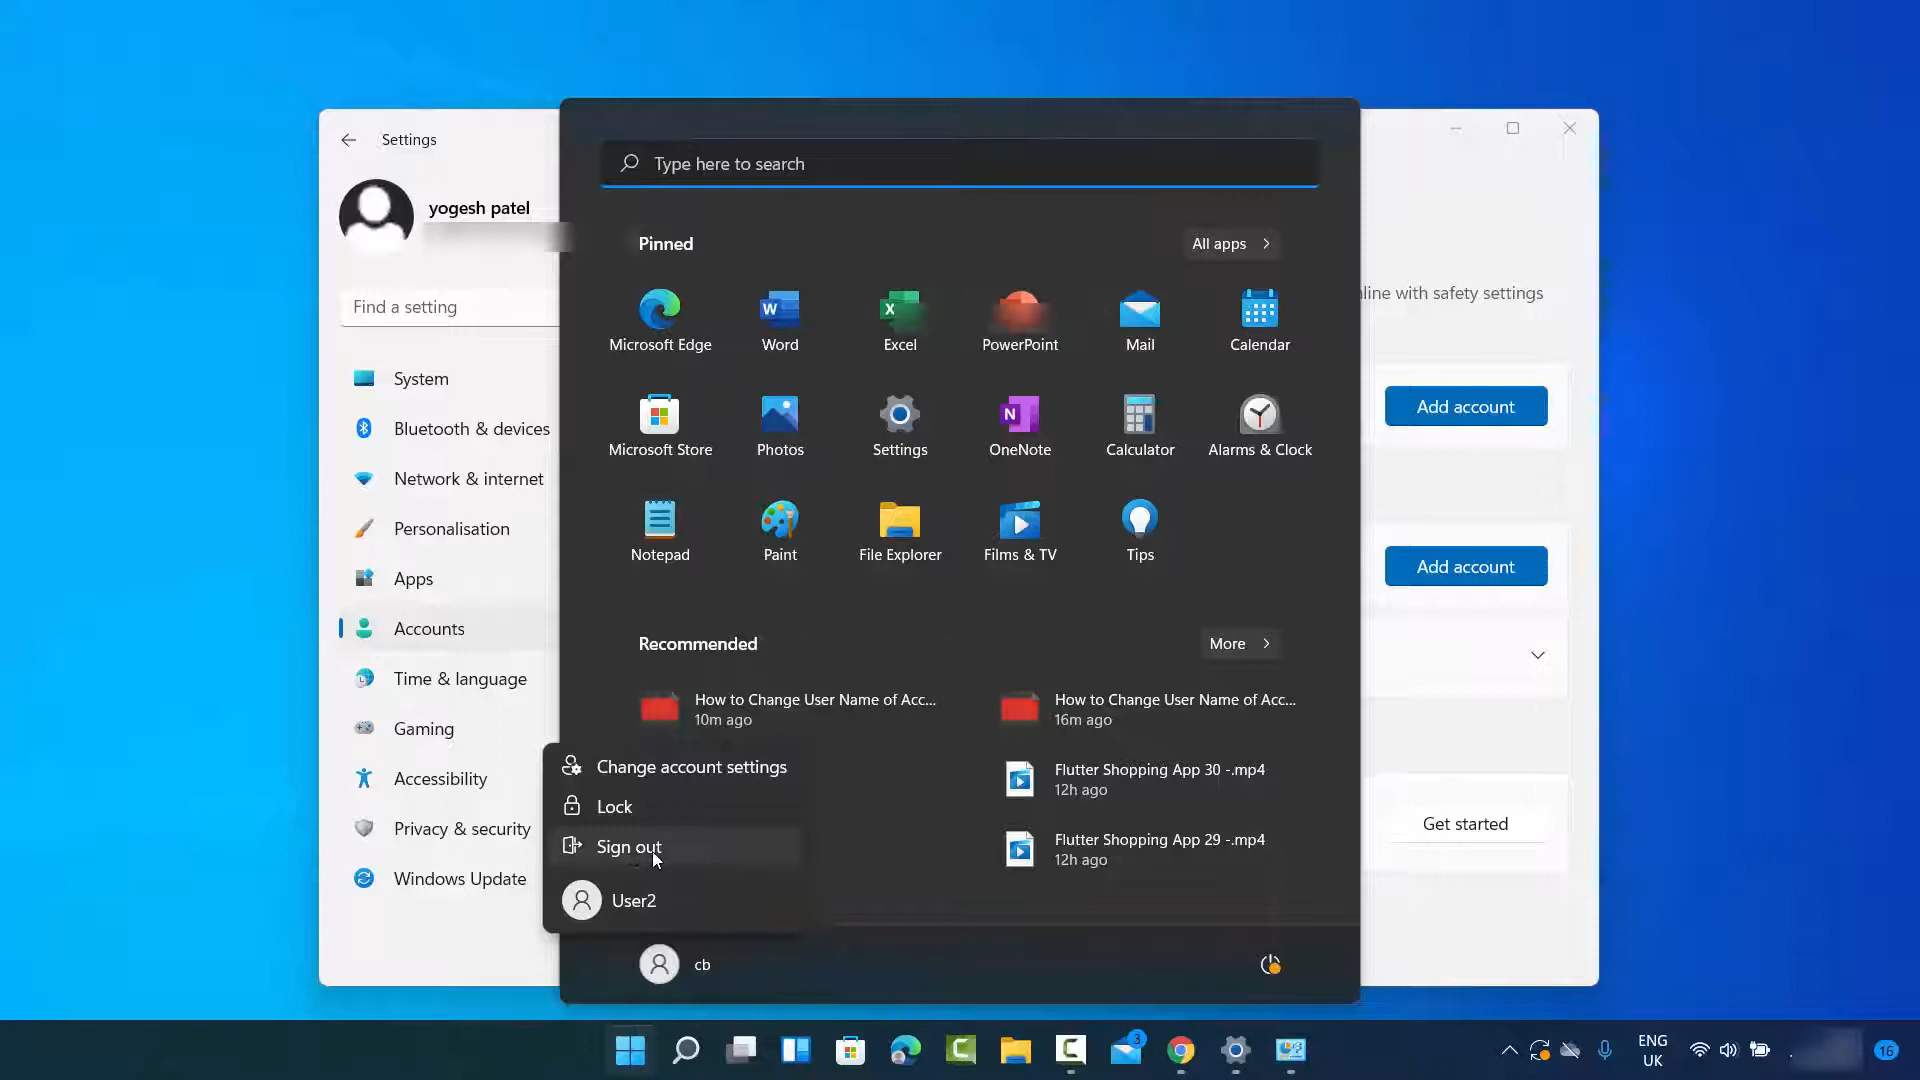 Settings
yogesh patel
Find a setting
System
Bluetooth & devices
Network & internet
Personalisation
Apps
Accounts
Time & language
Gaming
Accessibility
Privacy & security
Windows Update
Type here to search
Pinned
All apps
Microsoft Edge
Word
Excel
PowerPoint
Mail
Calendar
Microsoft Store
Photos
Settings
OneNote
Calculator
Alarms & Clock
Notepad
Paint
File Explorer
Films & TV
Tips
Recommended
More
How to Change User Name of Acc...
10m ago
How to Change User Name of Acc...
16m ago
Flutter Shopping App 30 -.mp4
12h ago
Flutter Shopping App 29 -.mp4
12h ago
Change account settings
Lock
Sign out
User2
cb
with safety settings
Add account
Add account
Get started
3
ENG
UK
16